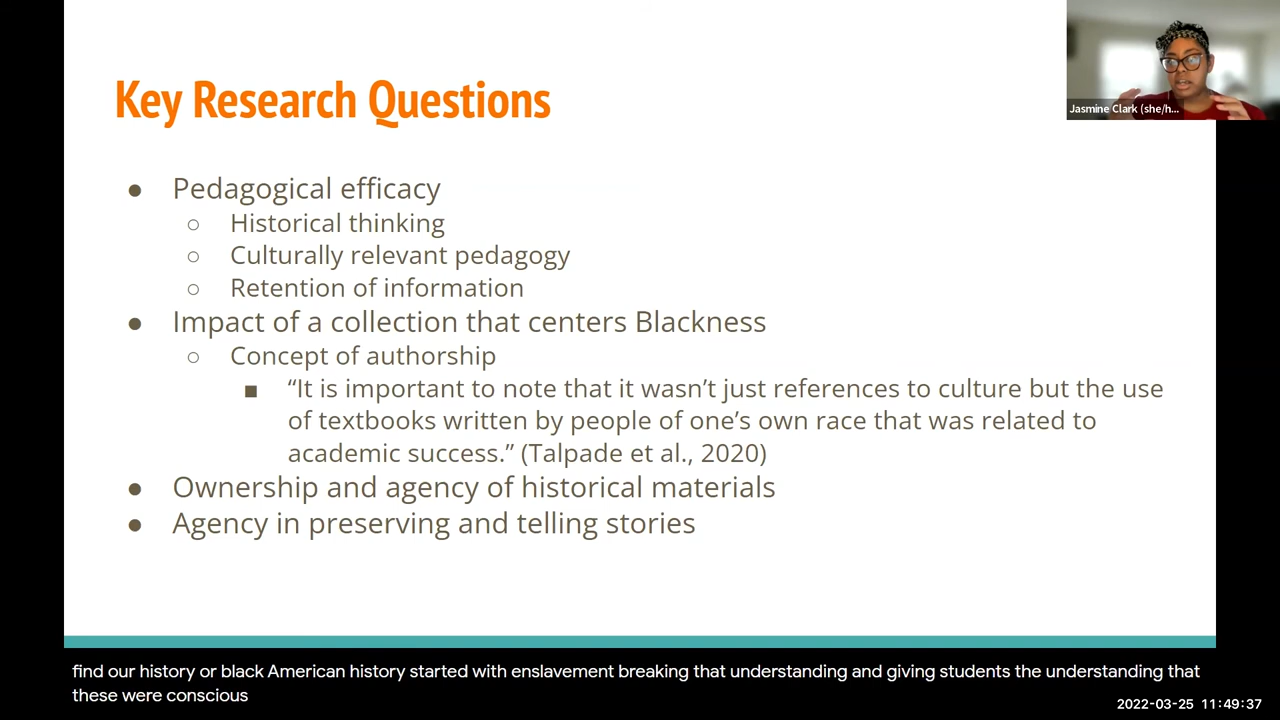 Key Research Questions
Jasmine Clark (she/h...
● Pedagogical efficacy
○ Historical thinking
○ Culturally relevant pedagogy
○ Retention of information
● Impact of a collection that centers Blackness
○ Concept of authorship
■ “It is important to note that it wasn’t just references to culture but the use
of textbooks written by people of one’s own race that was related to
academic success.” (Talpade et al., 2020)
● Ownership and agency of historical materials
● Agency in preserving and telling stories
find our history or black American history started with enslavement breaking that understanding and giving students the understanding that
these were conscious
2022-03-25 11:49:37